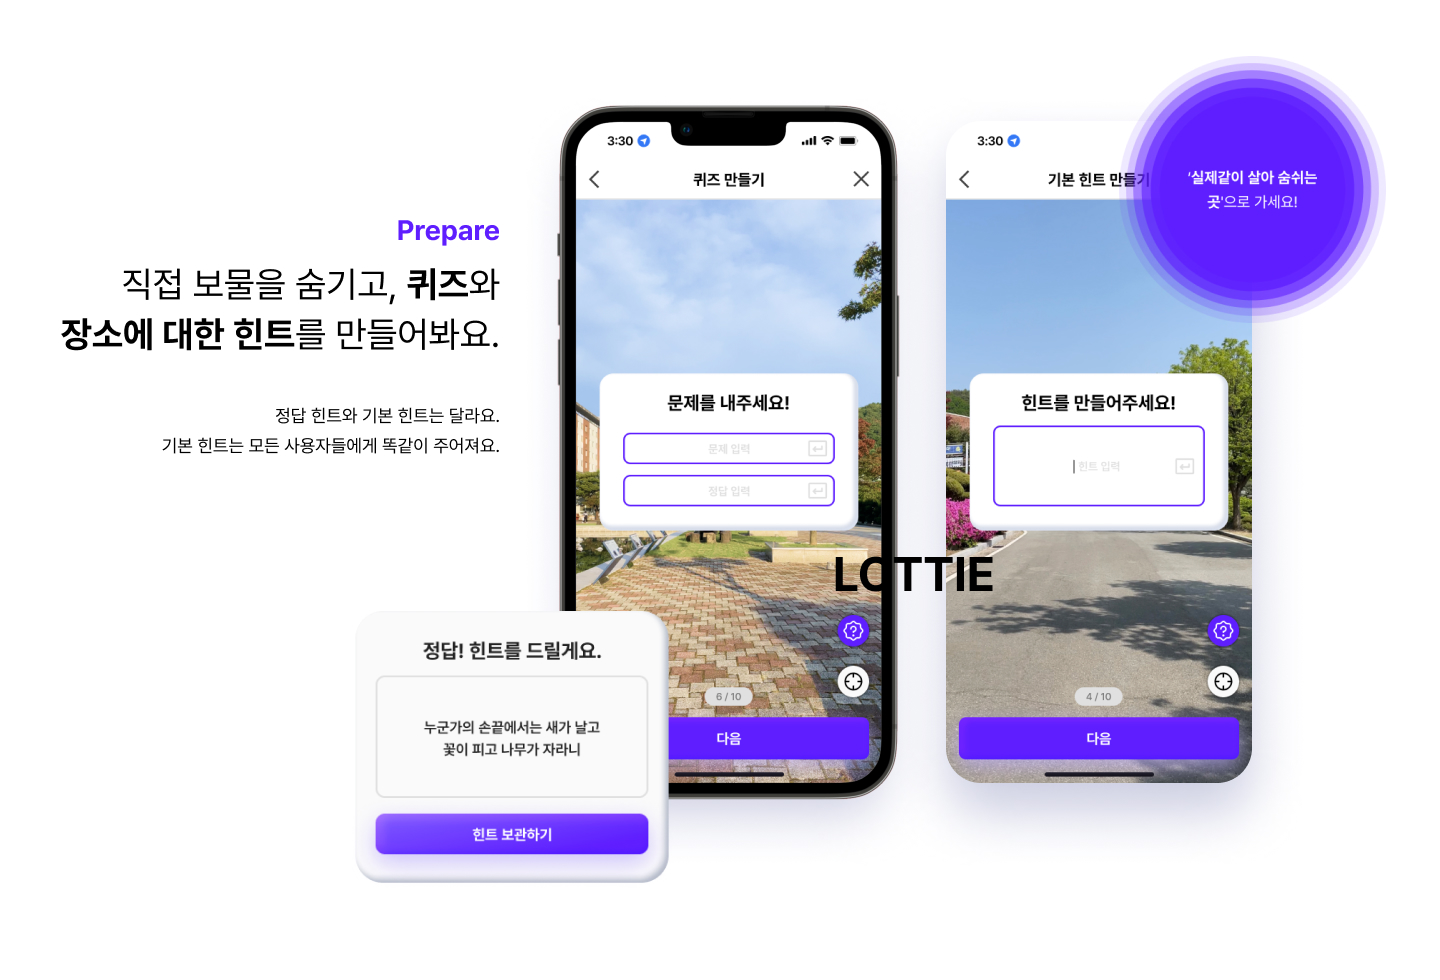 Prepare
직접 보물을 숨기고, 퀴즈와
장소에 대한 힌트를 만들어봐요.
정답 힌트와 기본 힌트는 달라요.
기본 힌트는 모든 사용자들에게 똑같이 주어져요.
3:30
퀴즈 만들기
문제를 내주세요!
문제 입력
정답 입력
6 / 10
다음
정답! 힌트를 드릴게요.
누군가의 손끝에서는 새가 날고
꽃이 피고 나무가 자라니
힌트 보관하기
LOTTIE
3:30
기본 힌트 만들기
'실제같이 살아 숨쉬는
곳'으로 가세요!
힌트를 만들어주세요!
힌트 입력
4 / 10
다음